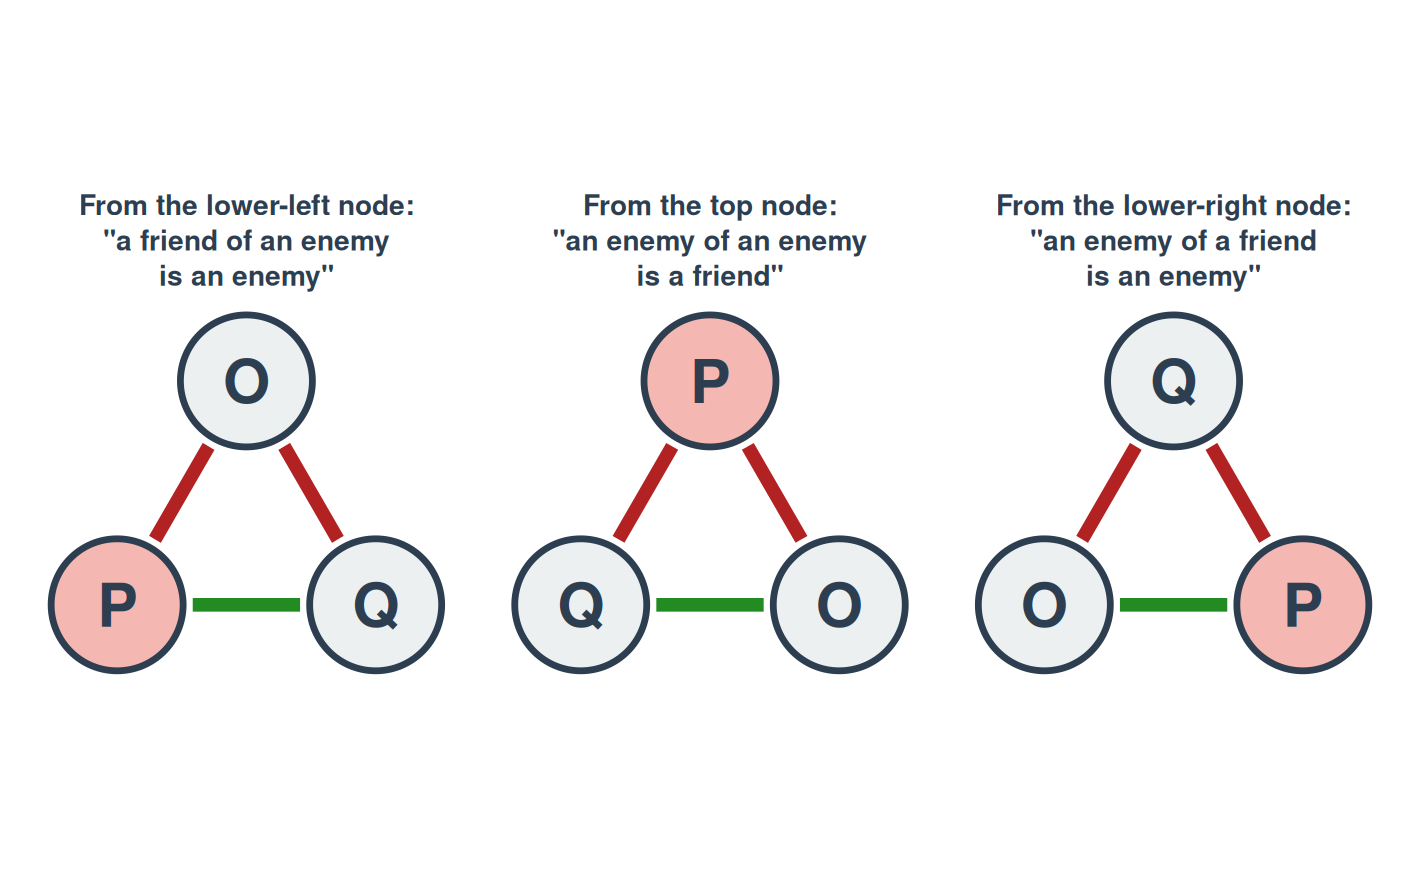 From the lower-left node:
"a friend of an enemy
is an enemy"
O
P
Q
From the top node:
"an enemy of an enemy
is a friend"
P
Q
O
From the lower-right node:
"an enemy of a friend
is an enemy"
Q
O
P